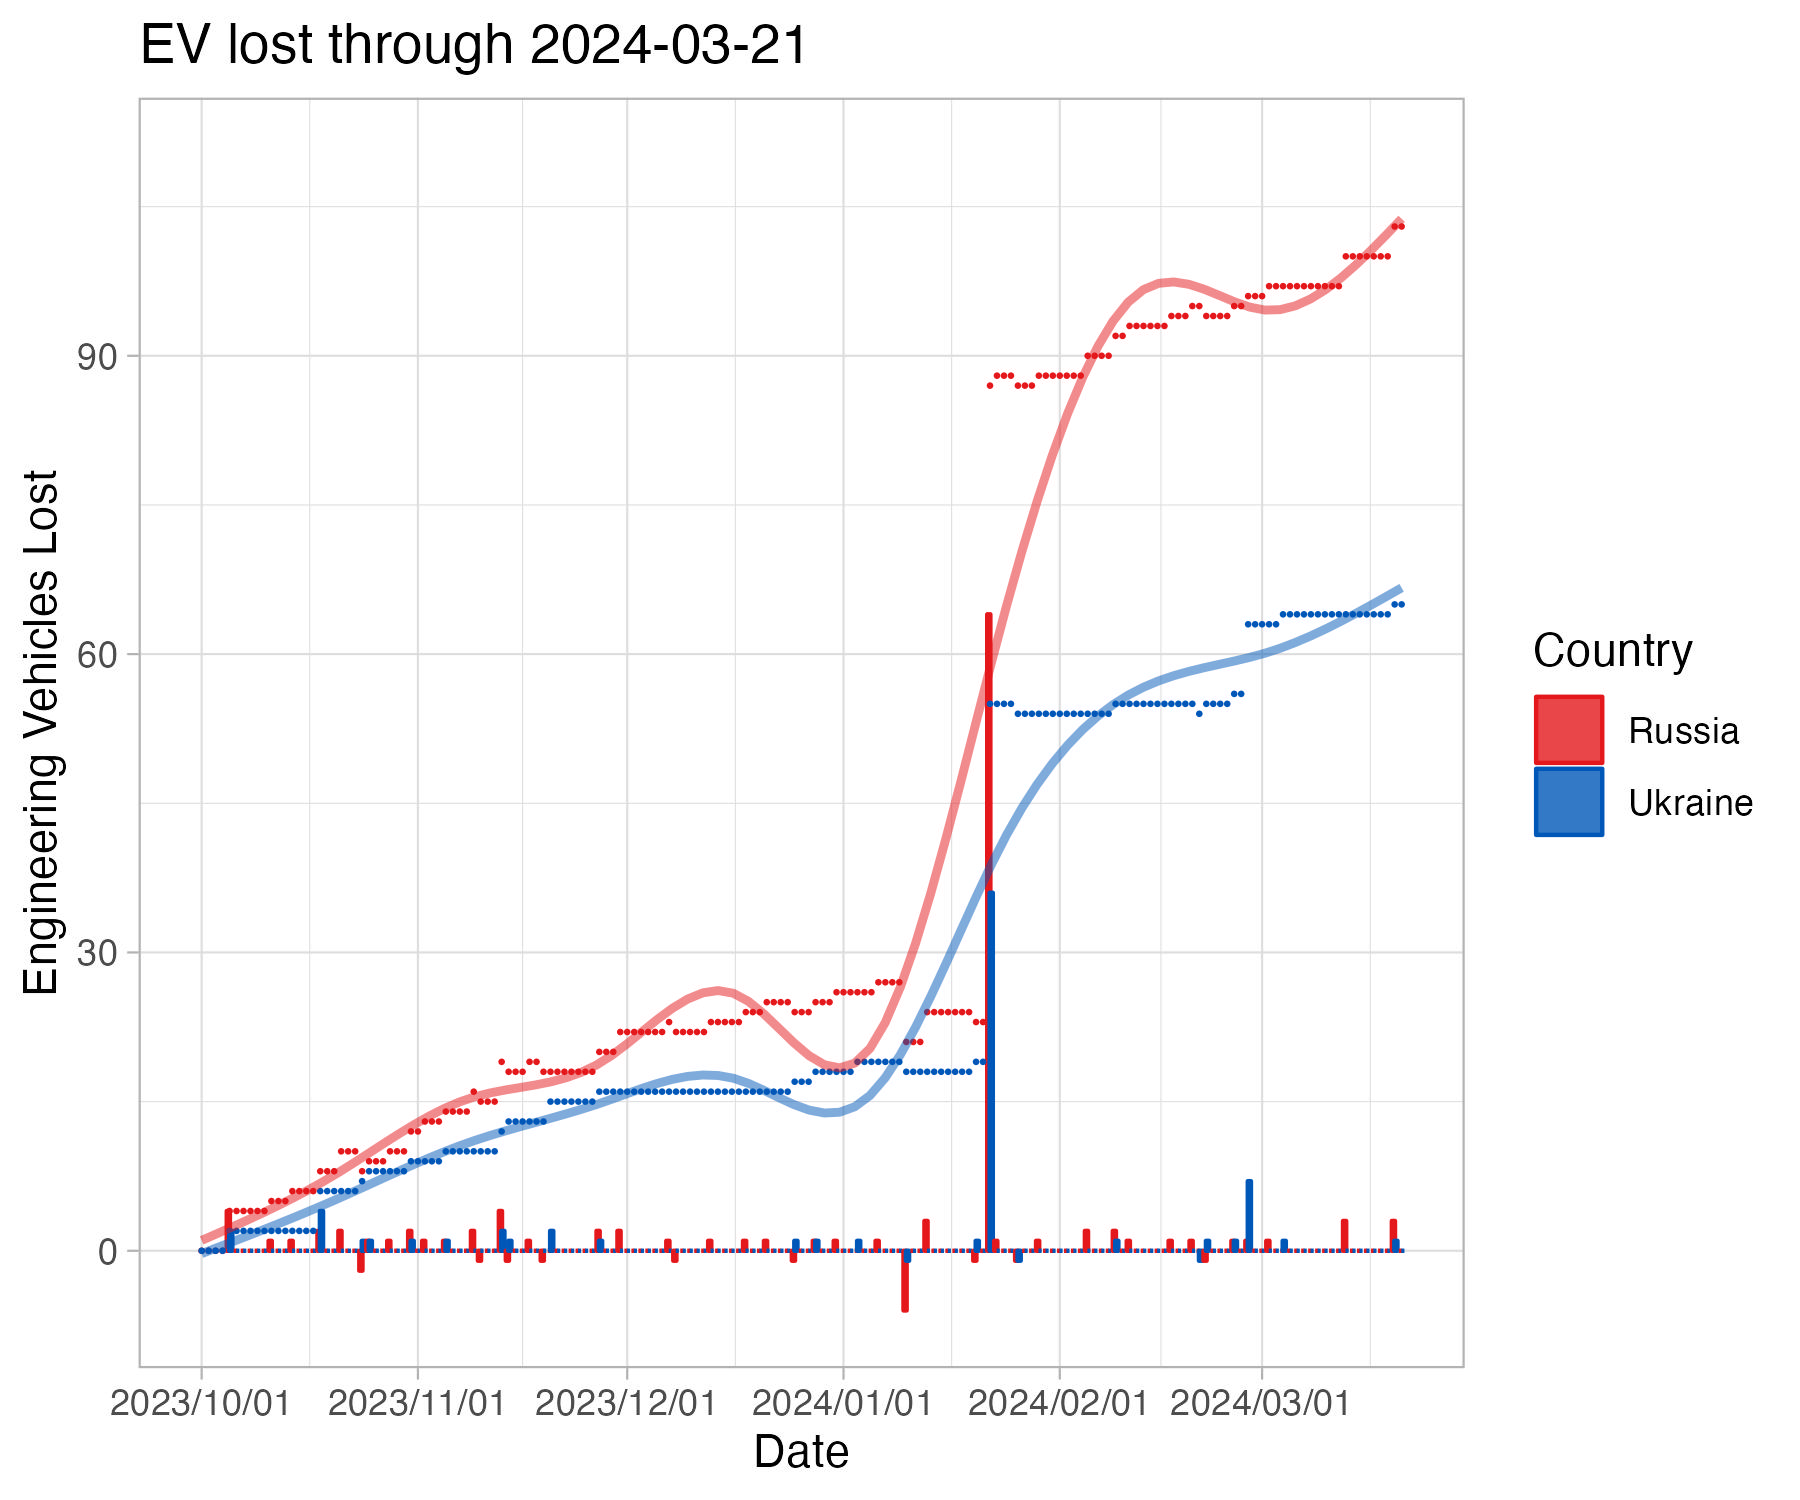 EV lost through 2024-03-21
Engineering Vehicles Lost
90
60
30
0
2023/10/01 2023/11/01 2023/12/01 2024/01/01 2024/02/01 2024/03/01
Date
Country
Russia
Ukraine